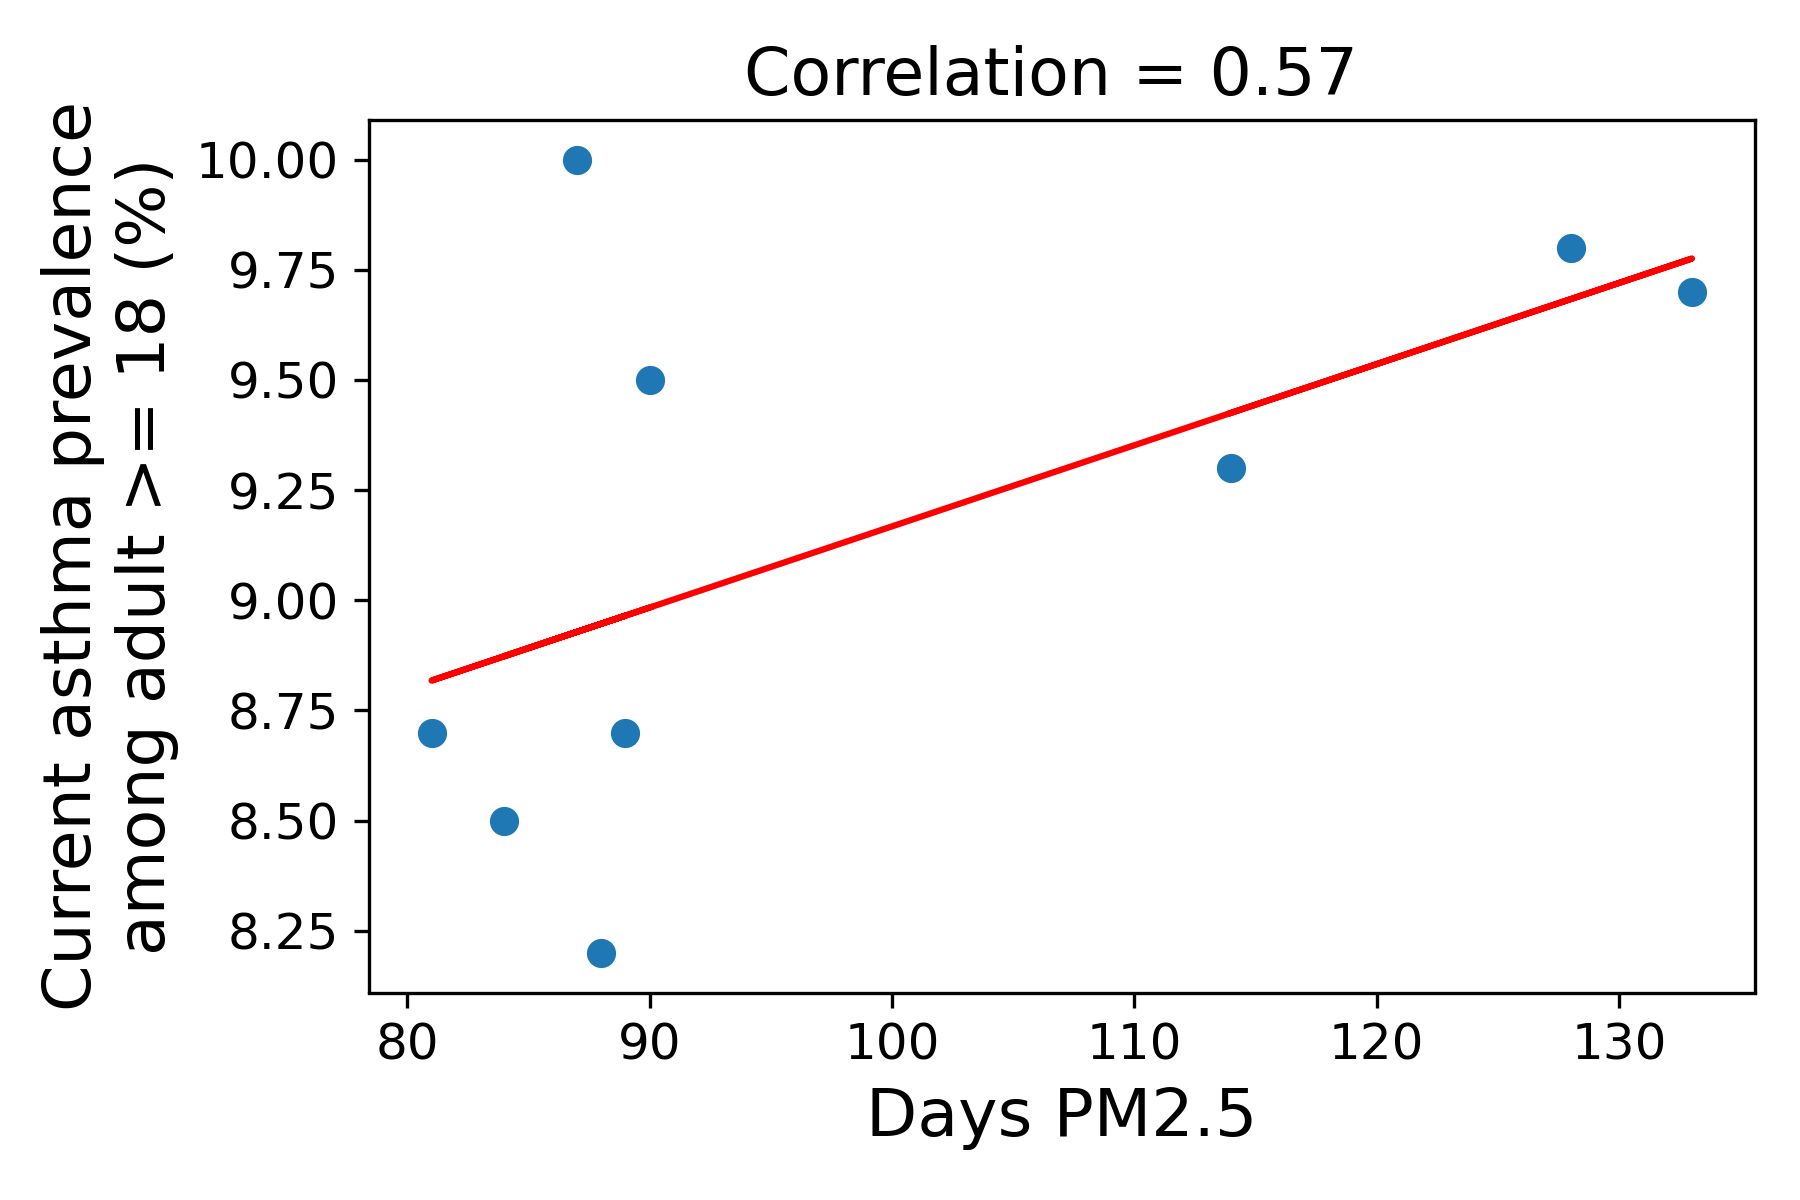 Correlation = 0.57
Current asthma prevalence
among adult >= 18 (%)
10.00
9.75
9.50
9.25
9.00
8.75
8.50
8.25
80 90 100 110 120 130
Days PM2.5